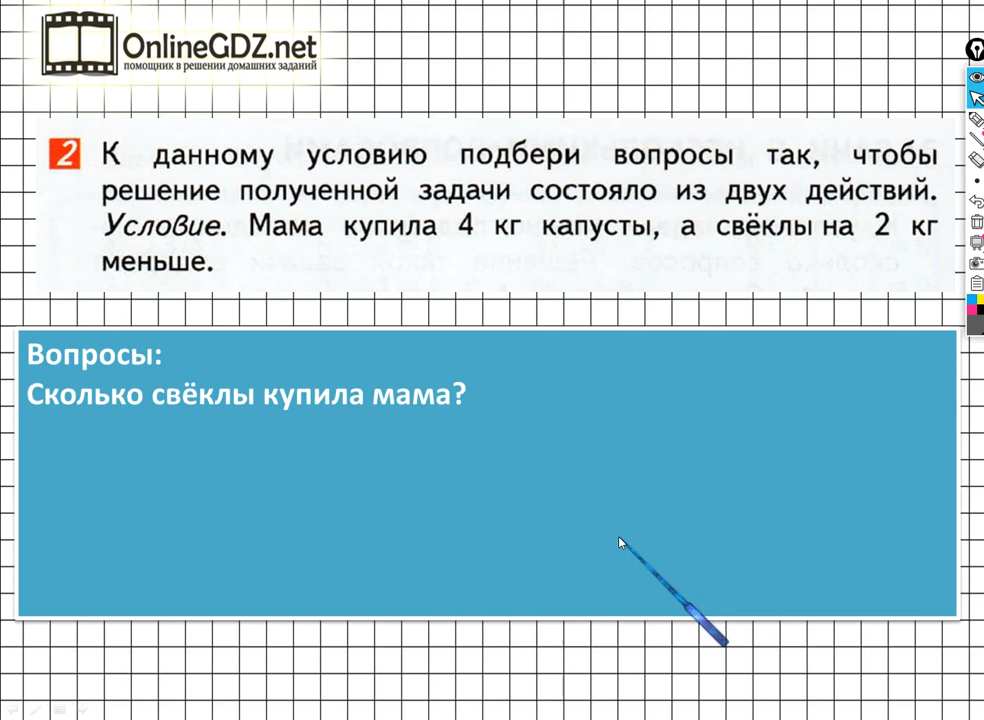 OnlineGDZ.net
помощник в решении домашних заданий
2 К данному условию подбери вопросы так, чтобы
решение полученной задачи состояло из двух действий.
Условие. Мама купила 4 кг капусты, а свёклы на 2 кг
меньше.
Вопросы:
Сколько свёклы купила мама?